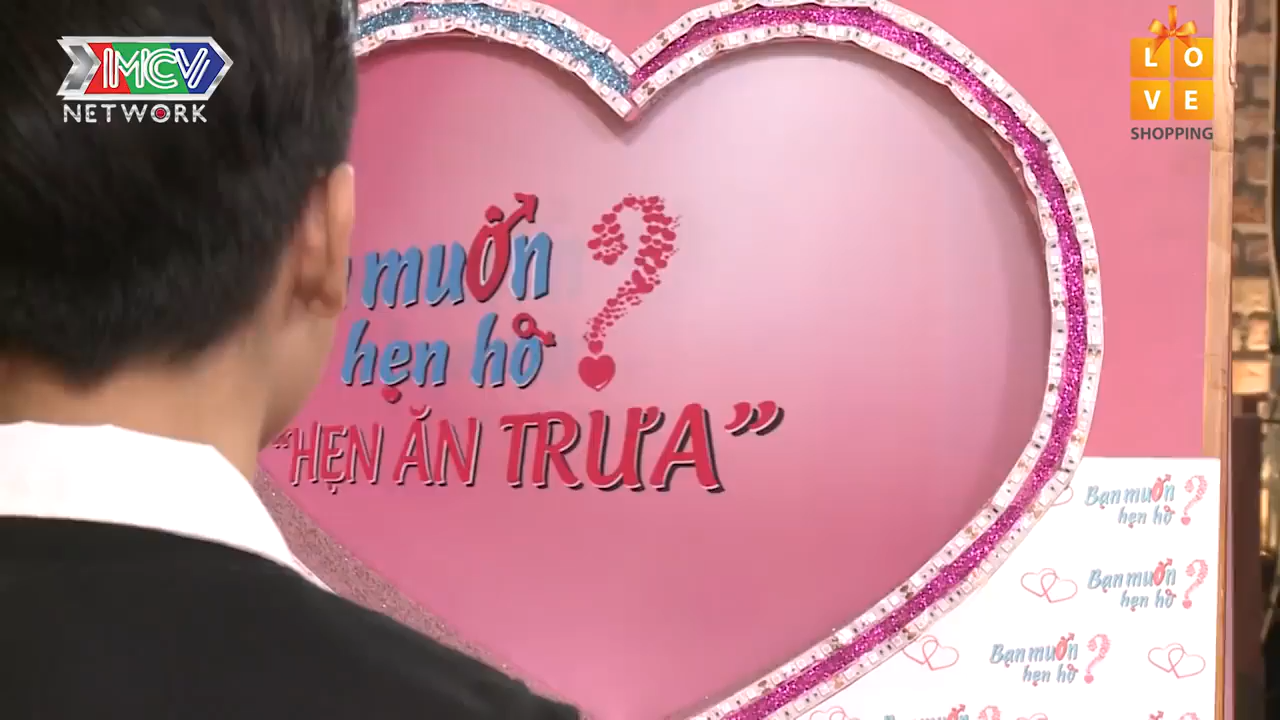 MCV
NETWORK
LOVE
SHOPPING
muốn
hẹn hò ?
“HẸN ĂN TRƯA”
Bạn muốn
hẹn hò ?
Bạn muốn
hẹn hò ?
Bạn muốn
hẹn hò ?